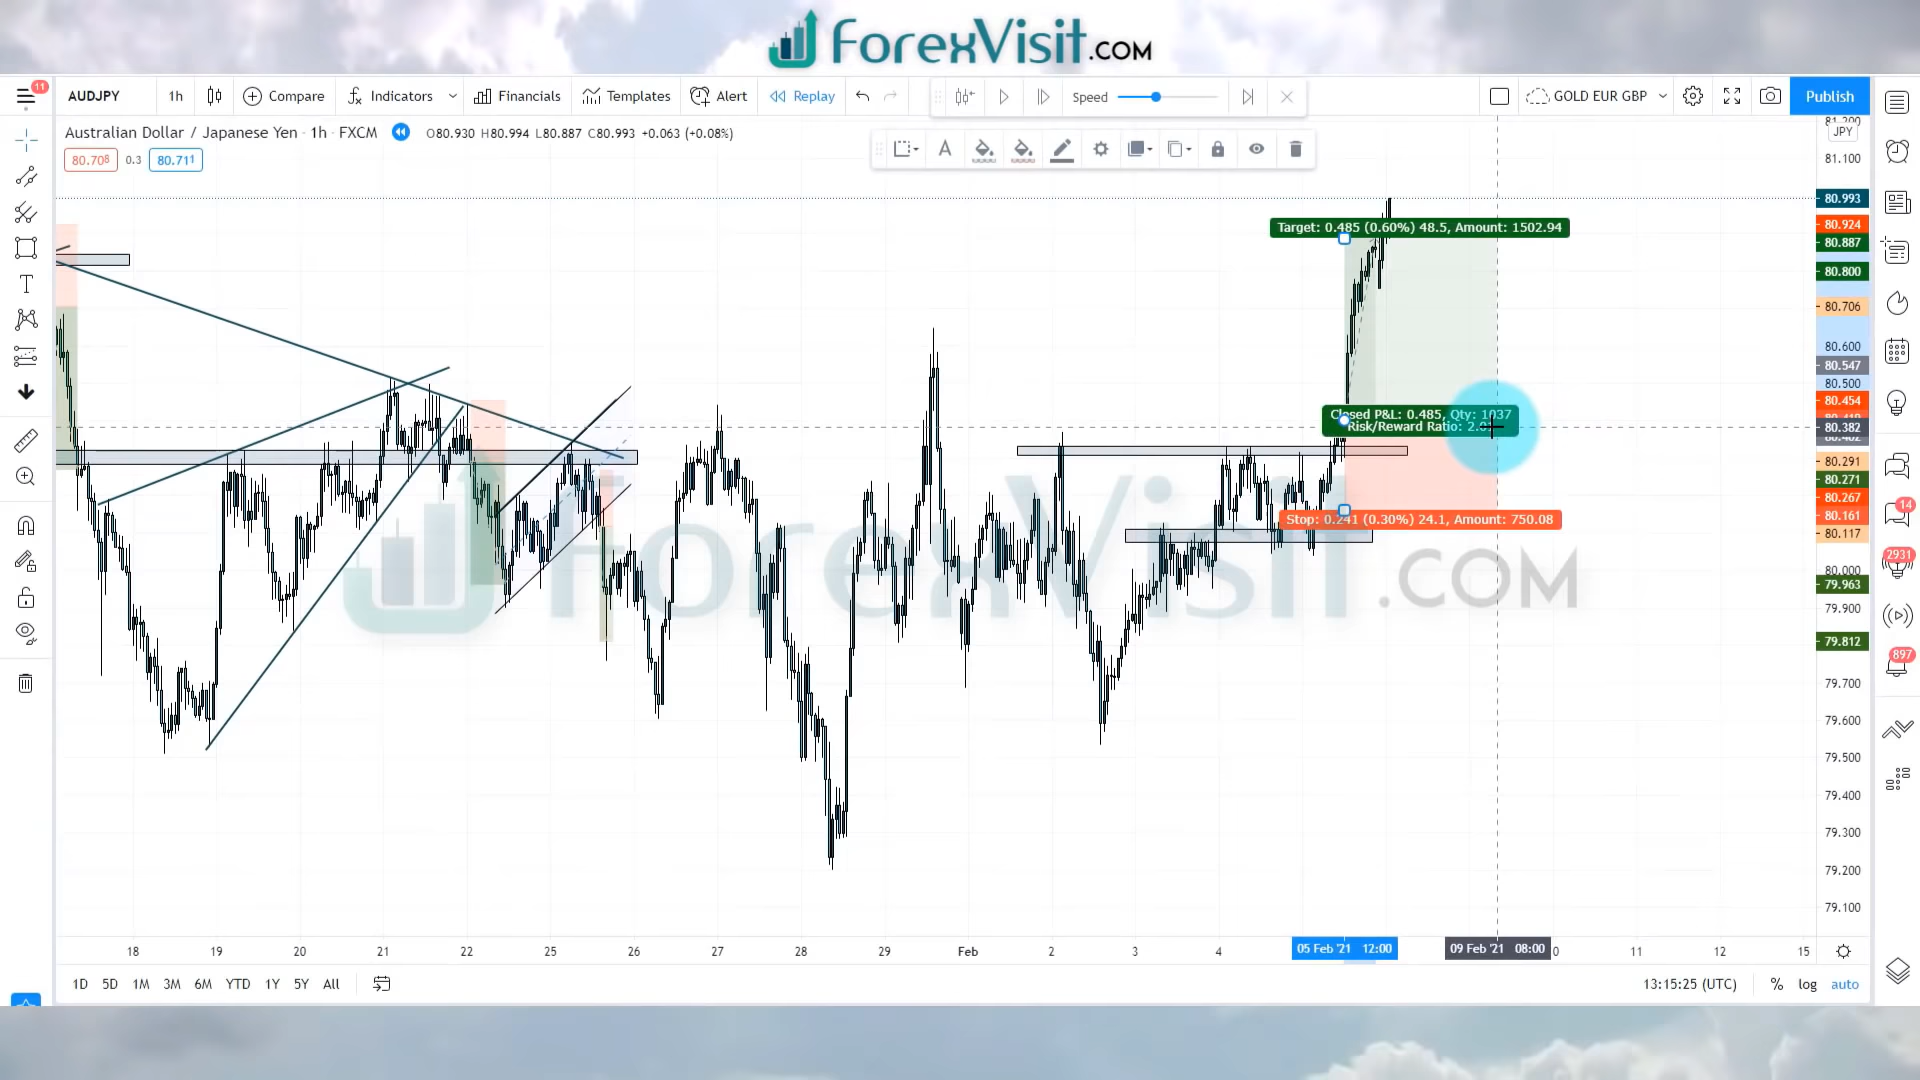 ForexVisit.COM
11
AUDJPY 1h Compare Indicators Financials Templates Alert Replay Speed GOLD EUR GBP Publish
Australian Dollar / Japanese Yen · 1h · FXCM O80.930 H80.994 L80.887 C80.993 +0.063 (+0.08%)
80.708 0.3 80.711
81.200
JPY
81.100
80.993
Target: 0.485 (0.60%) 48.5, Amount: 1502.94
80.924
80.887
80.800
80.706
80.600
80.547
80.500
80.454
Closed P&L: 0.485, Qty: 1037
Risk/Reward Ratio: 2.
80.382
80.291
80.271
80.267
80.161
Stop: 0.241 (0.30%) 24.1, Amount: 750.08
80.117
ForexVisit.COM
80.000
79.963
79.900
79.812
79.700
79.600
79.500
79.400
79.300
79.200
79.100
14
2931
897
18 19 20 21 22 25 26 27 28 29 Feb 2 3 4 05 Feb '21 12:00 09 Feb '21 08:00 0 11 12 15
1D 5D 1M 3M 6M YTD 1Y 5Y All 13:15:25 (UTC) % log auto